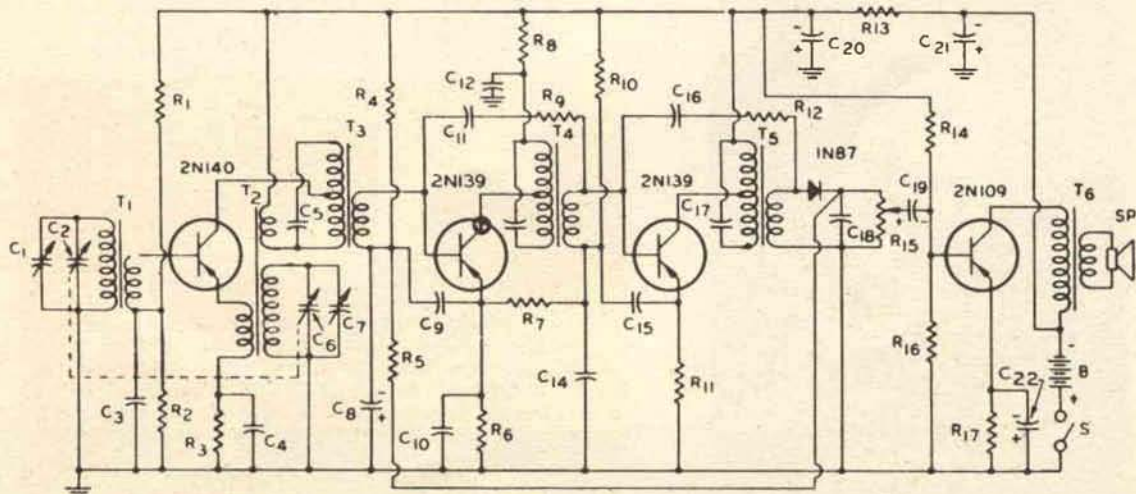 R13
C20
C21
R8
C12
R10
R1
R4
C11
R9
C16
R12
R14
T3
T4
T5
1N87
2N140
T2
2N139
2N139
C19
2N109
T6
SP
T1
C5
C17
C18
R15
C1
C2
C9
R7
C15
C7
C6
R5
C14
R11
R16
C3
R2
R3
C4
C8
C10
R6
R17
C22
B
S